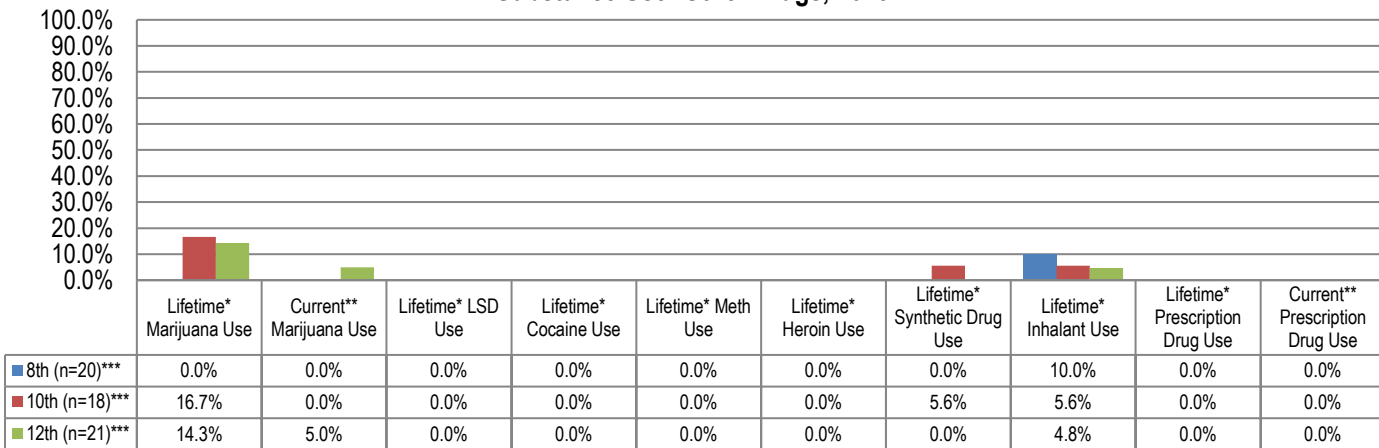 100.0%
90.0%
80.0%
70.0%
60.0%
50.0%
40.0%
30.0%
20.0%
10.0%
0.0%
Lifetime* Marijuana Use
Current** Marijuana Use
Lifetime* LSD Use
Lifetime* Cocaine Use
Lifetime* Meth Use
Lifetime* Heroin Use
Lifetime* Synthetic Drug Use
Lifetime* Inhalant Use
Lifetime* Prescription Drug Use
Current** Prescription Drug Use
8th (n=20)*** 0.0% 0.0% 0.0% 0.0% 0.0% 0.0% 0.0% 10.0% 0.0% 0.0%
10th (n=18)*** 16.7% 0.0% 0.0% 0.0% 0.0% 0.0% 5.6% 5.6% 0.0% 0.0%
12th (n=21)*** 14.3% 5.0% 0.0% 0.0% 0.0% 0.0% 0.0% 4.8% 0.0% 0.0%